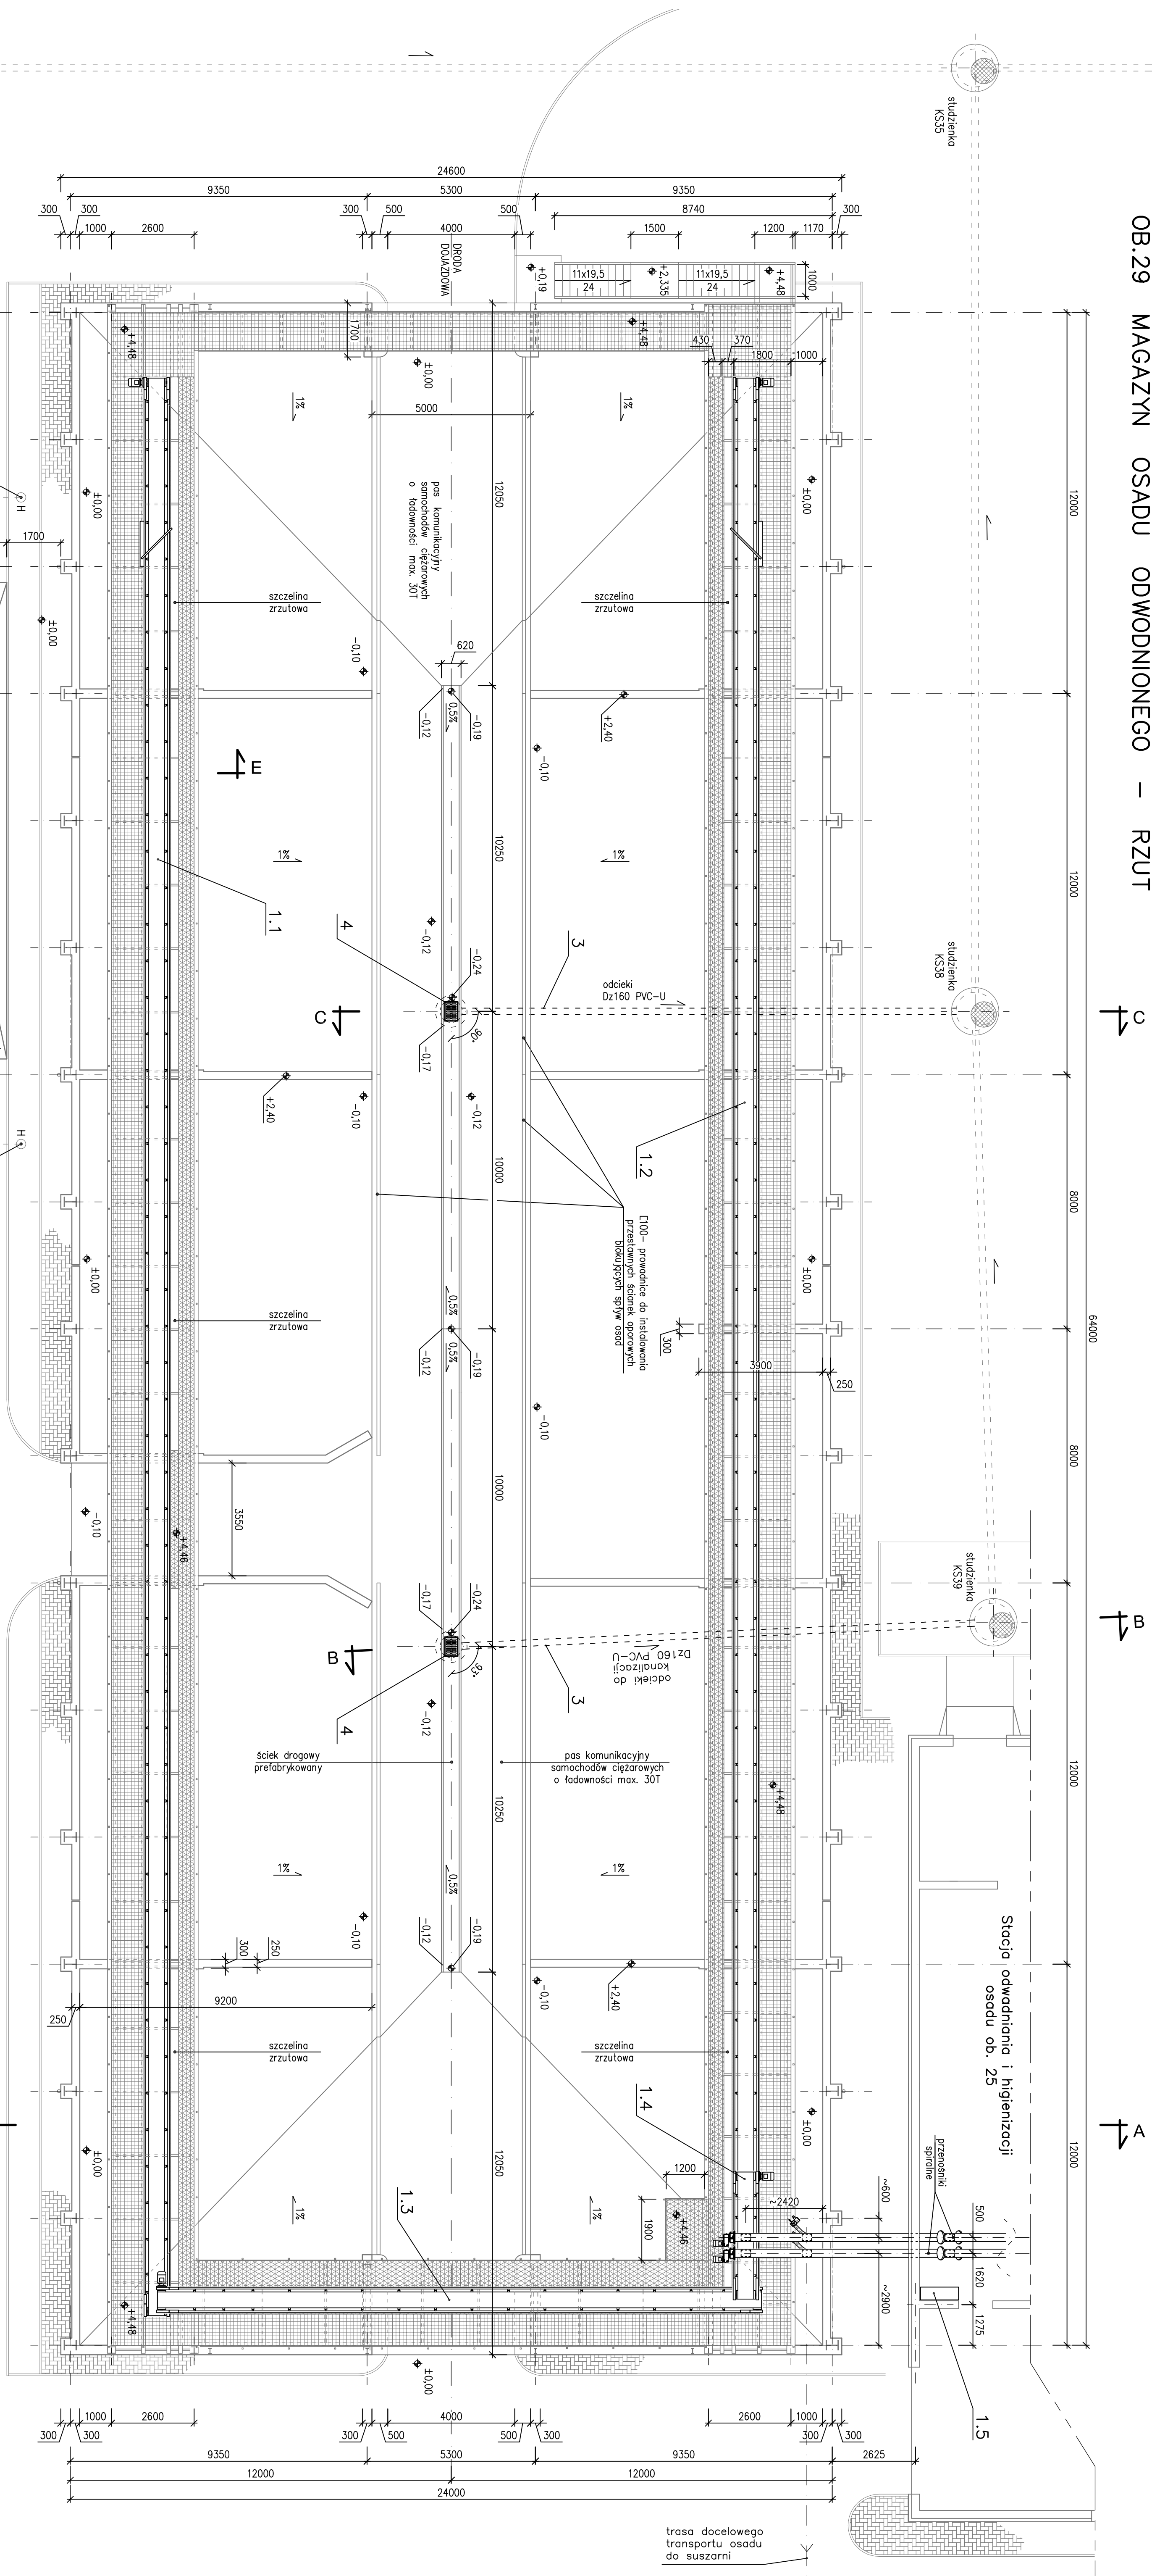 OB.29 MAGAZYN OSADU ODWODNIONEGO – RZUT
studzienka
KS35
studzienka
KS38
studzienka
KS39
24600
9350
5300
9350
8740
300
300
300
1000
2600
300
500
4000
500
1500
1200
1170
300
DROGA
DOJAZDOWA
+0,19
11x19,5
24
+2,335
11x19,5
24
+4,48
1000
+4,48
1700
±0,00
+4,48
430
370
1800
1000
1%
5000
1%
12050
12000
±0,00
±0,00
H
1700
±0,00
pas komunikacyjny
samochodów ciężarowych
o ładowności max. 30T
szczelina
zrzutowa
szczelina
zrzutowa
-0,10
620
-0,12
0,5%
-0,19
+2,40
-0,10
E
1%
10250
1%
12000
1.1
4
-0,12
-0,24
3
odcieki
Dz160 PVC-U
C
C
90°
-0,17
+2,40
-0,10
-0,12
1.2
10000
8000
[100- prowadnice do instalowania
przestawnych ścianek oporowych
blokujących spływ osad
H
±0,00
±0,00
szczelina
zrzutowa
0,5%
-0,12
0,5%
-0,19
300
3900
250
64000
-0,10
3550
10000
8000
-0,10
+4,46
-0,17
-0,24
B
B
93°
odcieki do
kanalizacji
Dz160 PVC-U
3
4
-0,12
ściek drogowy
prefabrykowany
pas komunikacyjny
samochodów ciężarowych
o ładowności max. 30T
+4,48
12000
10250
1%
0,5%
1%
Stacja odwadniania i higienizacji
osadu ob. 25
-0,10
-0,12
-0,19
+2,40
-0,10
300
250
9200
250
szczelina
zrzutowa
szczelina
zrzutowa
1.4
±0,00
±0,00
A
12050
12000
przenośniki
spiralne
1200
1900
+4,46
~2420
~600
500
1620
~2900
1275
1%
1%
1.3
+4,48
1.5
±0,00
300
300
1000
2600
300
500
4000
500
300
2600
1000
300
300
9350
5300
9350
2625
12000
12000
24000
trasa docelowego
transportu osadu
do suszarni